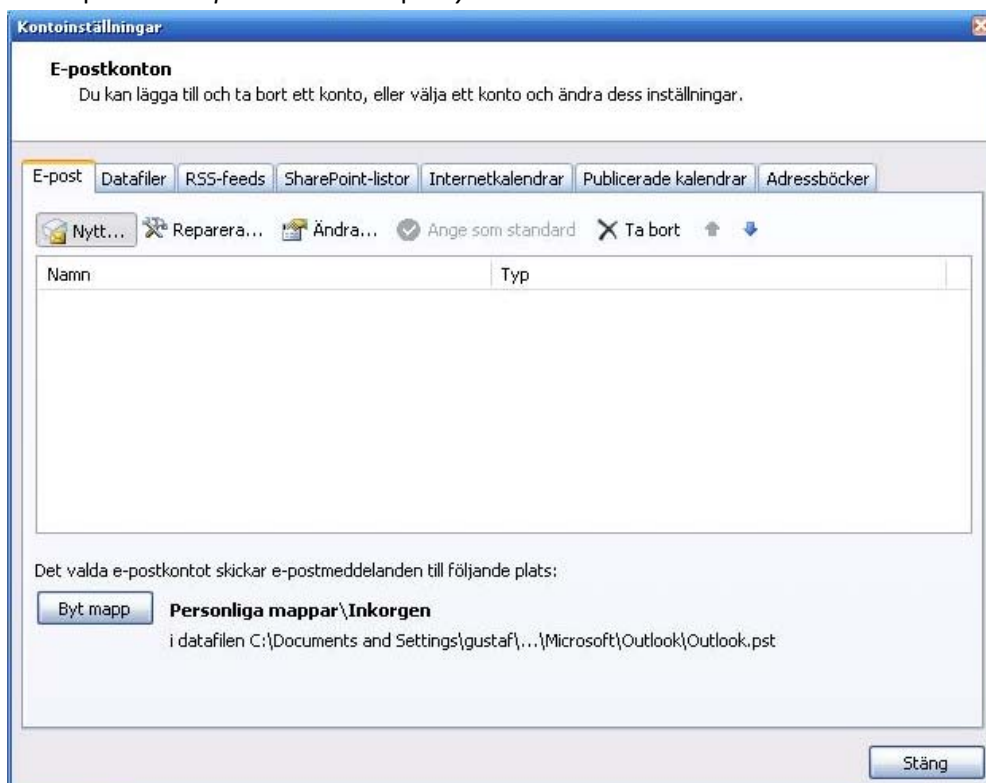 Kontoinställningar
E-postkonton
Du kan lägga till och ta bort ett konto, eller välja ett konto och ändra dess inställningar.
E-post Datafiler RSS-feeds SharePoint-listor Internetkalendrar Publicerade kalendrar Adressböcker
Nytt... Reparera... Ändra... Ange som standard Ta bort
Namn Typ
Det valda e-postkontot skickar e-postmeddelanden till följande plats:
Byt mapp Personliga mappar\Inkorgen
i datafilen C:\Documents and Settings\gustaf\...\Microsoft\Outlook\Outlook.pst
Stäng